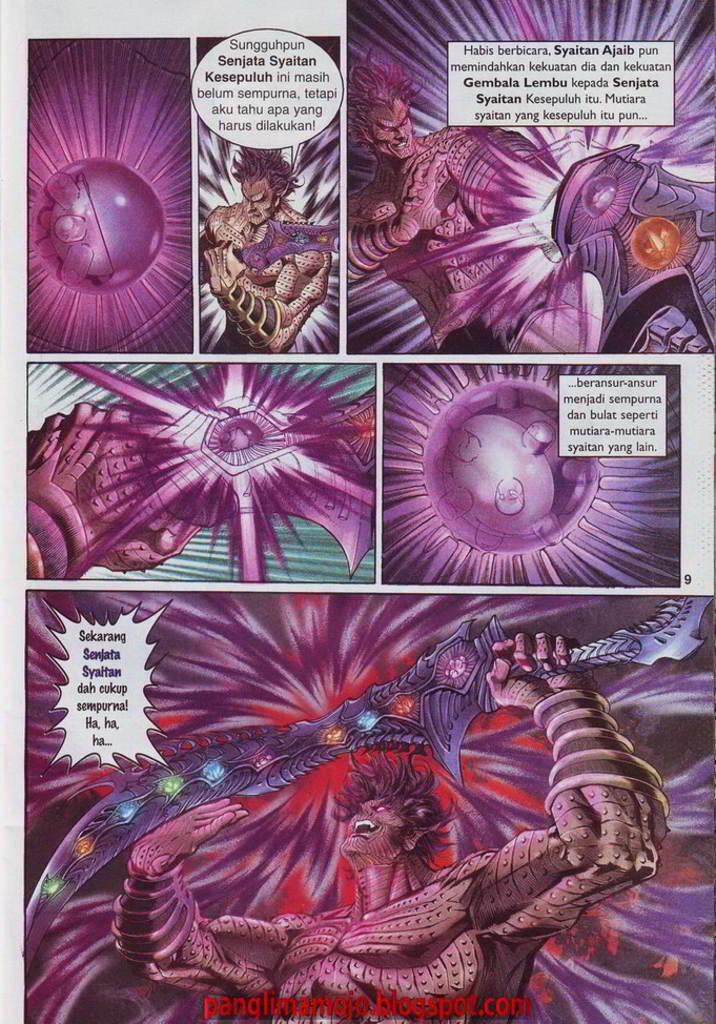 Sungguhpun
Senjata Syaitan
Kesepuluh ini masih
belum sempurna, tetapi
aku tahu apa yang
harus dilakukan!
Habis berbicara, Syaitan Ajaib pun
memindahkan kekuatan dia dan kekuatan
Gembala Lembu kepada Senjata
Syaitan Kesepuluh itu. Mutiara
syaitan yang kesepuluh itu pun...
...beransur-ansur
menjadi sempurna
dan bulat seperti
mutiara-mutiara
syaitan yang lain.
9
Sekarang
Senjata
Syaitan
dah cukup
sempurna!
Ha, ha,
ha...
panglimamojo.blogspot.com